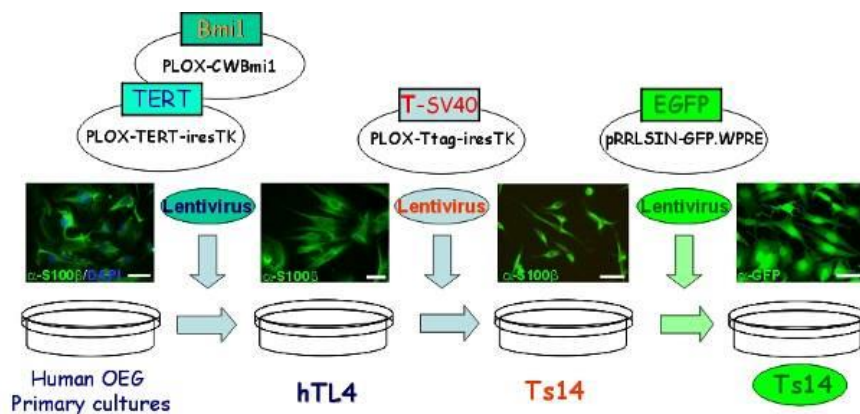 Bmi1
PLOX-CWBmi1
TERT
PLOX-TERT-iresTK
T-SV40
PLOX-Ttag-iresTK
EGFP
pRRLSIN-GFP.WPRE
α-S100β/DAPI
Lentivirus
α-S100β
Lentivirus
α-S100β
Lentivirus
α-GFP
Human OEG
Primary cultures
hTL4
Ts14
Ts14